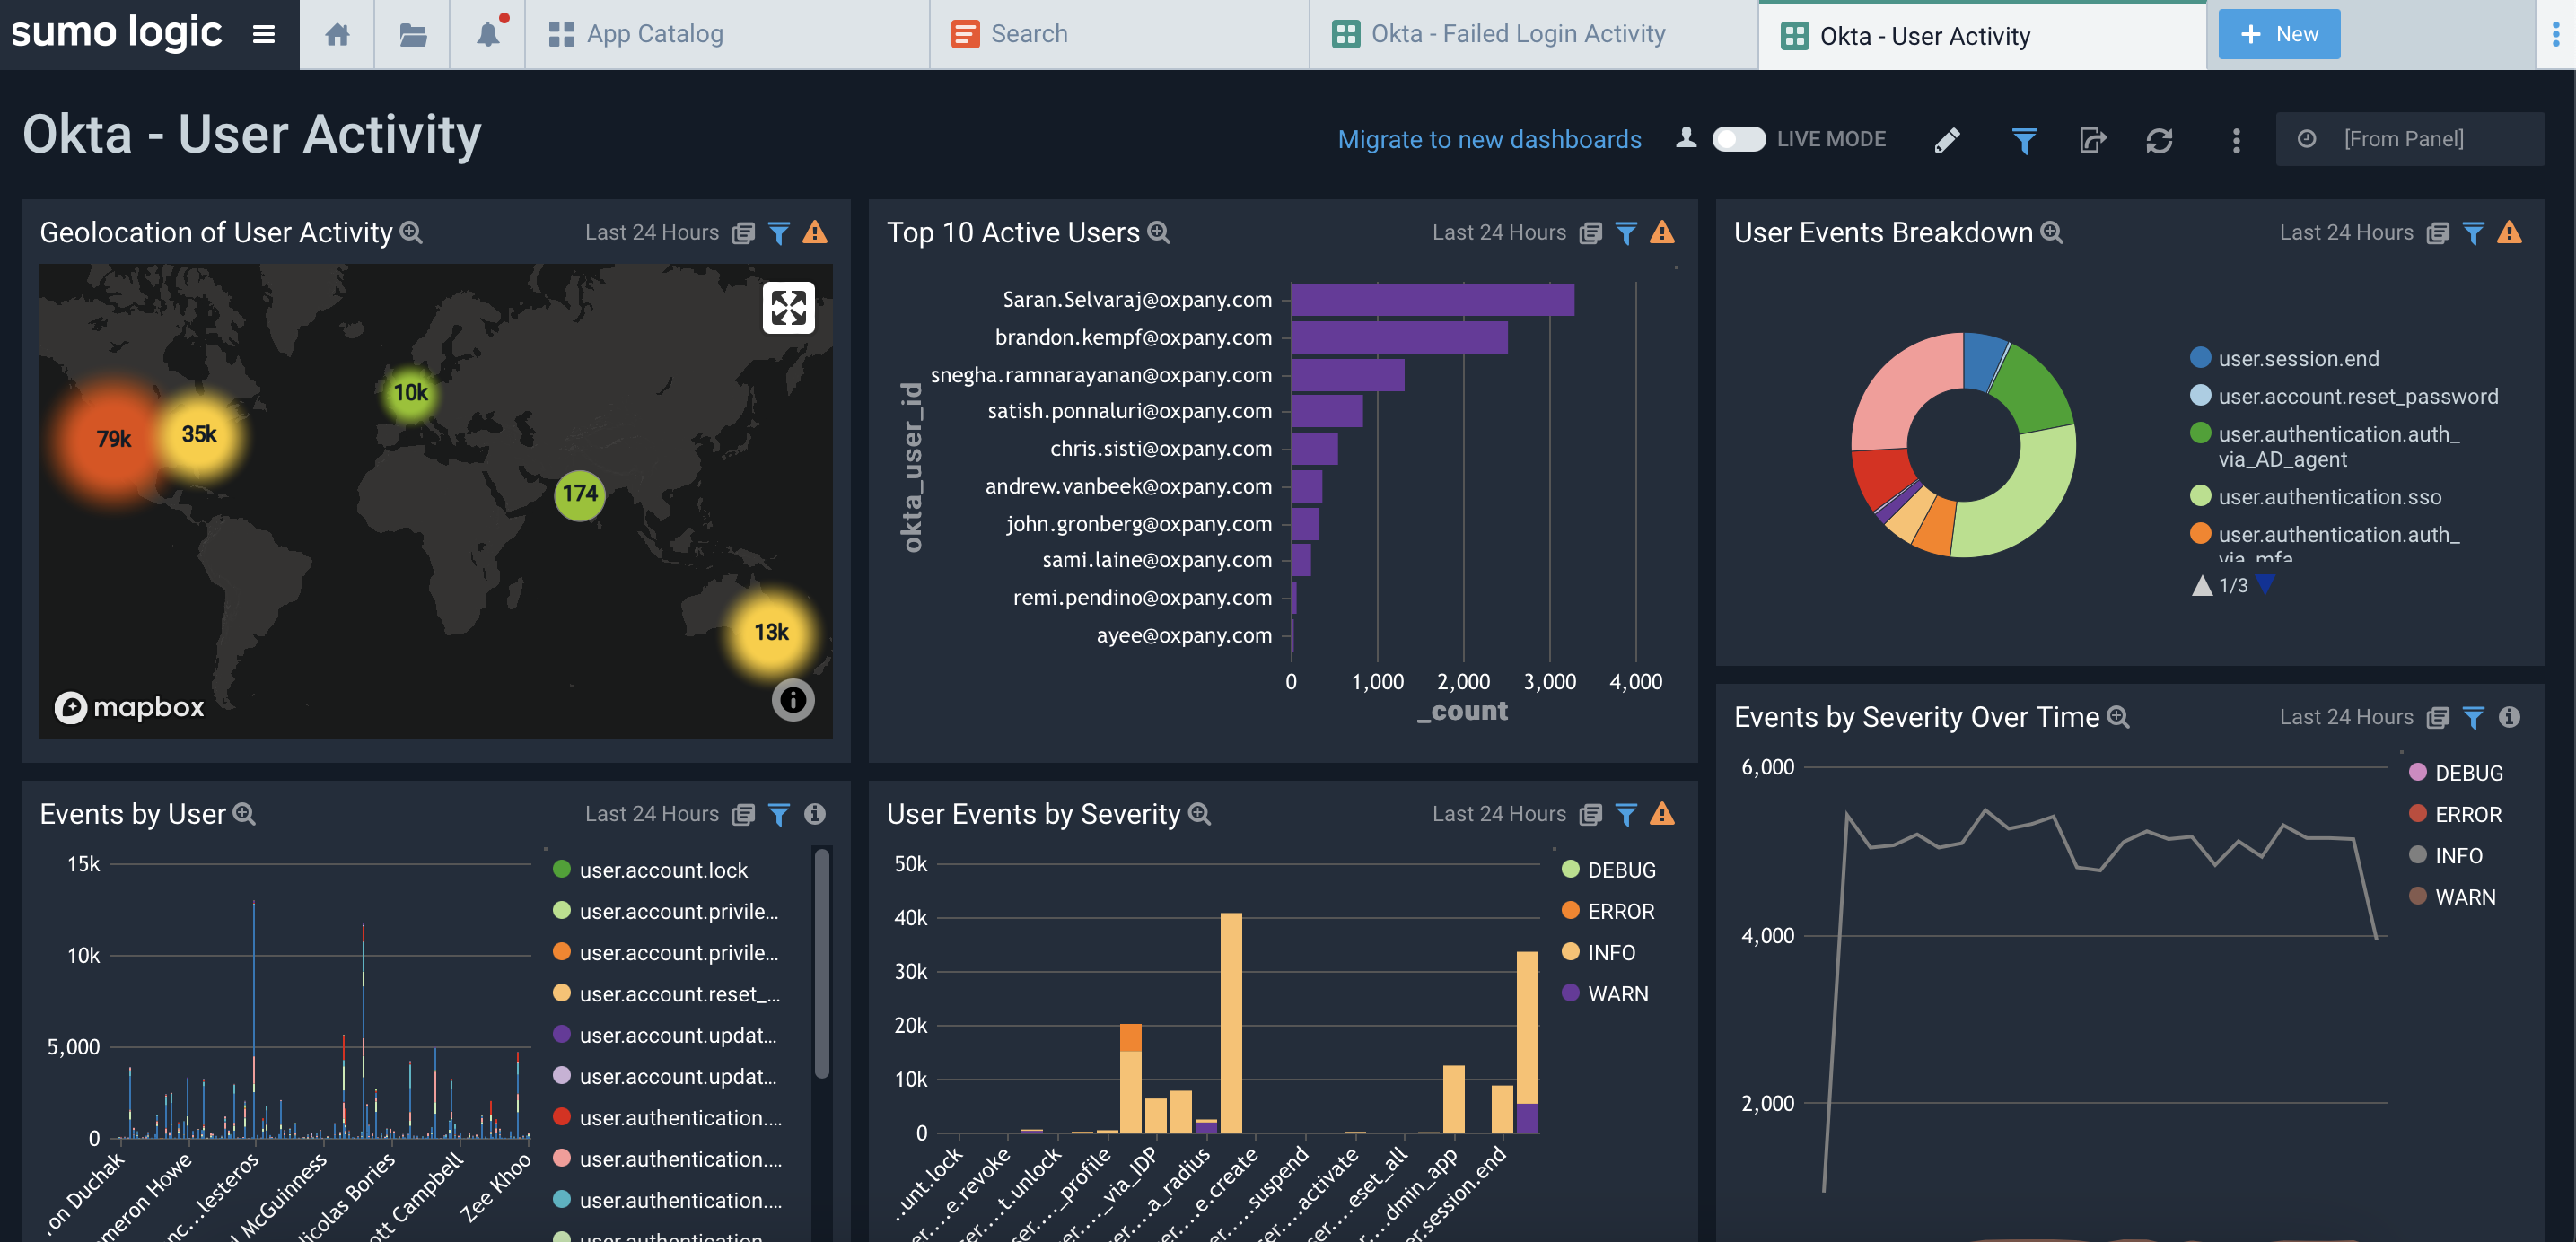 sumo logic
App Catalog
Search
Okta - Failed Login Activity
Okta - User Activity
New
Okta - User Activity
Migrate to new dashboards
LIVE MODE
[From Panel]
Geolocation of User Activity
Last 24 Hours
79k
35k
10k
174
13k
mapbox
Top 10 Active Users
Last 24 Hours
okta_user_id
Saran.Selvaraj@oxpany.com
brandon.kempf@oxpany.com
snegha.ramnarayanan@oxpany.com
satish.ponnaluri@oxpany.com
chris.sisti@oxpany.com
andrew.vanbeek@oxpany.com
john.gronberg@oxpany.com
sami.laine@oxpany.com
remi.pendino@oxpany.com
ayee@oxpany.com
0 1,000 2,000 3,000 4,000
_count
User Events Breakdown
Last 24 Hours
user.session.end
user.account.reset_password
user.authentication.auth_
via_AD_agent
user.authentication.sso
user.authentication.auth_
via_mfa
1/3
Events by Severity Over Time
Last 24 Hours
6,000
4,000
2,000
DEBUG
ERROR
INFO
WARN
Events by User
Last 24 Hours
15k
10k
5,000
0
...on Duchak
meron Howe
nc...lesteros
McGuinness
licolas Bories
ott Campbell
Zee Khoo
user.account.lock
user.account.privile...
user.account.privile...
user.account.reset_...
user.account.updat...
user.account.updat...
user.authentication....
user.authentication....
user.authentication....
user.authentication
User Events by Severity
Last 24 Hours
50k
40k
30k
20k
10k
0
...unt.lock
er....e.revoke
ser....t.unlock
ser...._profile
er...._via_IDP
er....a_radius
er....e.create
er.....suspend
ser....activate
ser....eset_all
r....dmin_app
er.session.end
DEBUG
ERROR
INFO
WARN